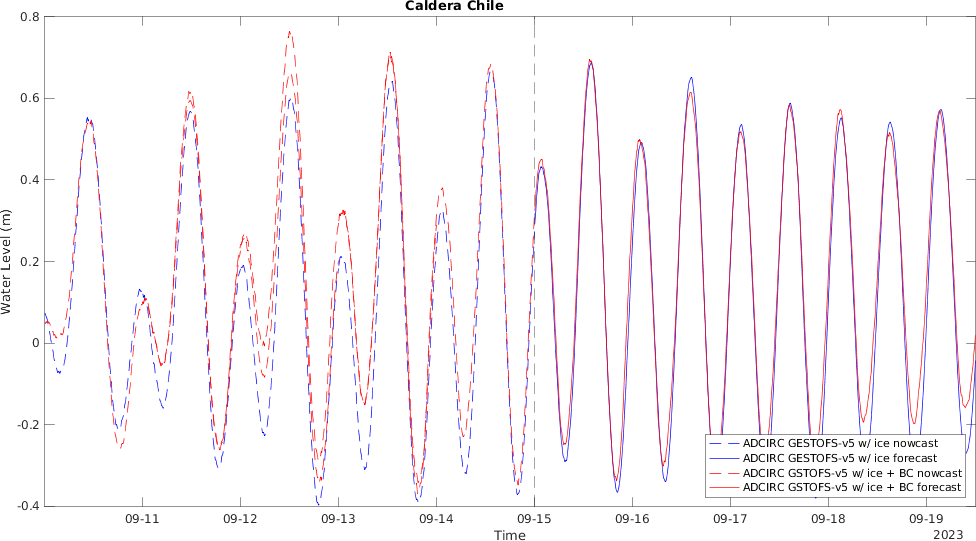 Caldera Chile
0.8
0.6
0.4
0.2
0
-0.2
-0.4
Water Level (m)
09-11
09-12
09-13
09-14
09-15
09-16
09-17
09-18
09-19
Time
2023
ADCIRC GESTOFS-v5 w/ ice nowcast
ADCIRC GESTOFS-v5 w/ ice forecast
ADCIRC GSTOFS-v5 w/ ice + BC nowcast
ADCIRC GSTOFS-v5 w/ ice + BC forecast